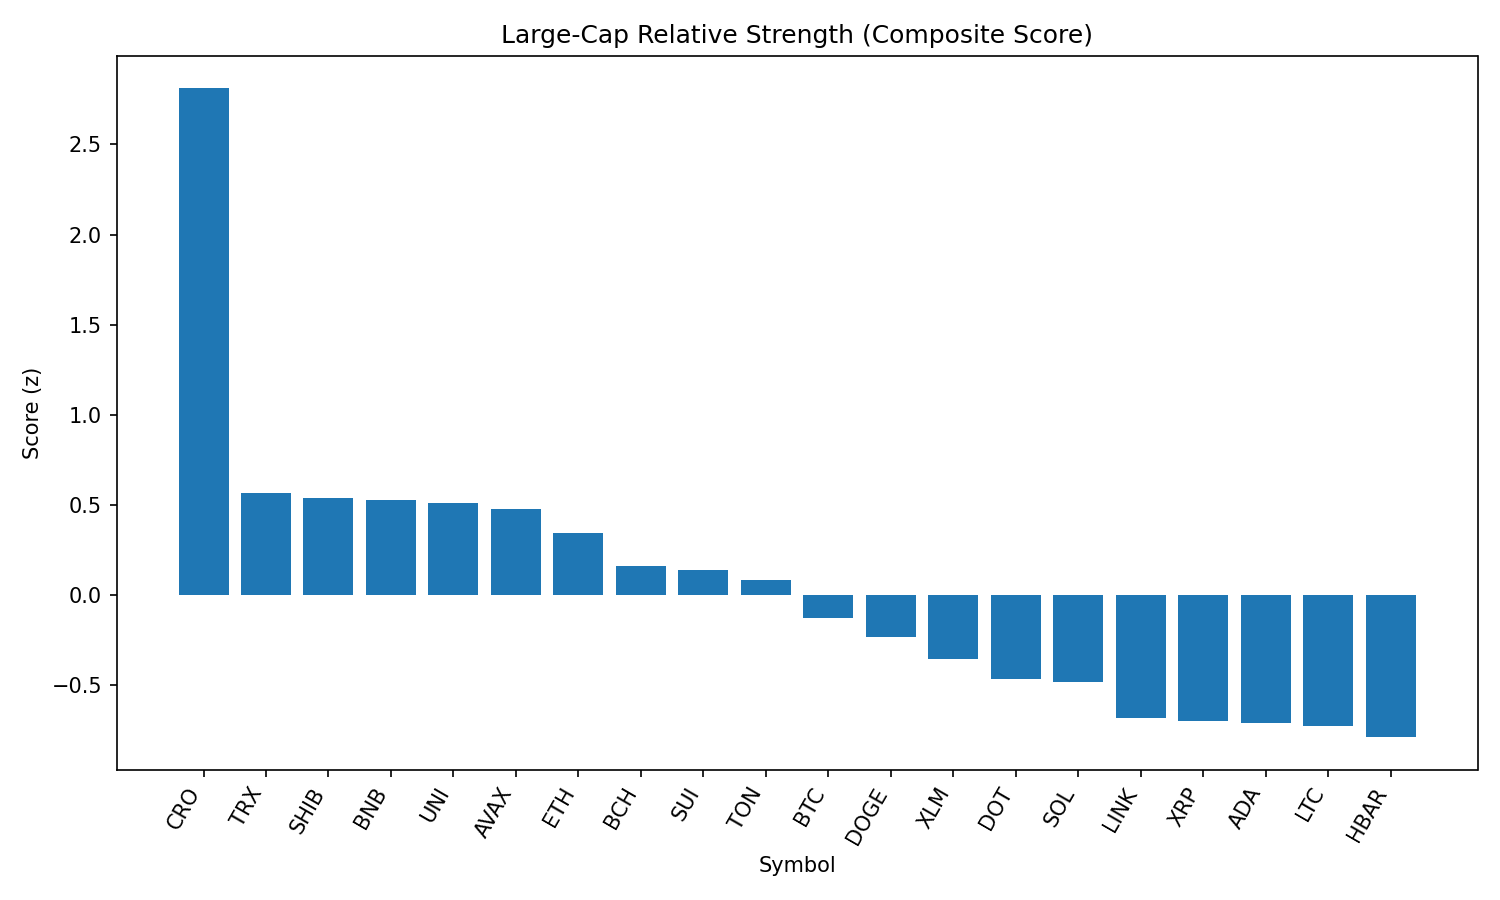 Large-Cap Relative Strength (Composite Score)
Score (z)
2.5
2.0
1.5
1.0
0.5
0.0
−0.5
CRO
TRX
SHIB
BNB
UNI
AVAX
ETH
BCH
SUI
TON
BTC
DOGE
XLM
DOT
SOL
LINK
XRP
ADA
LTC
HBAR
Symbol